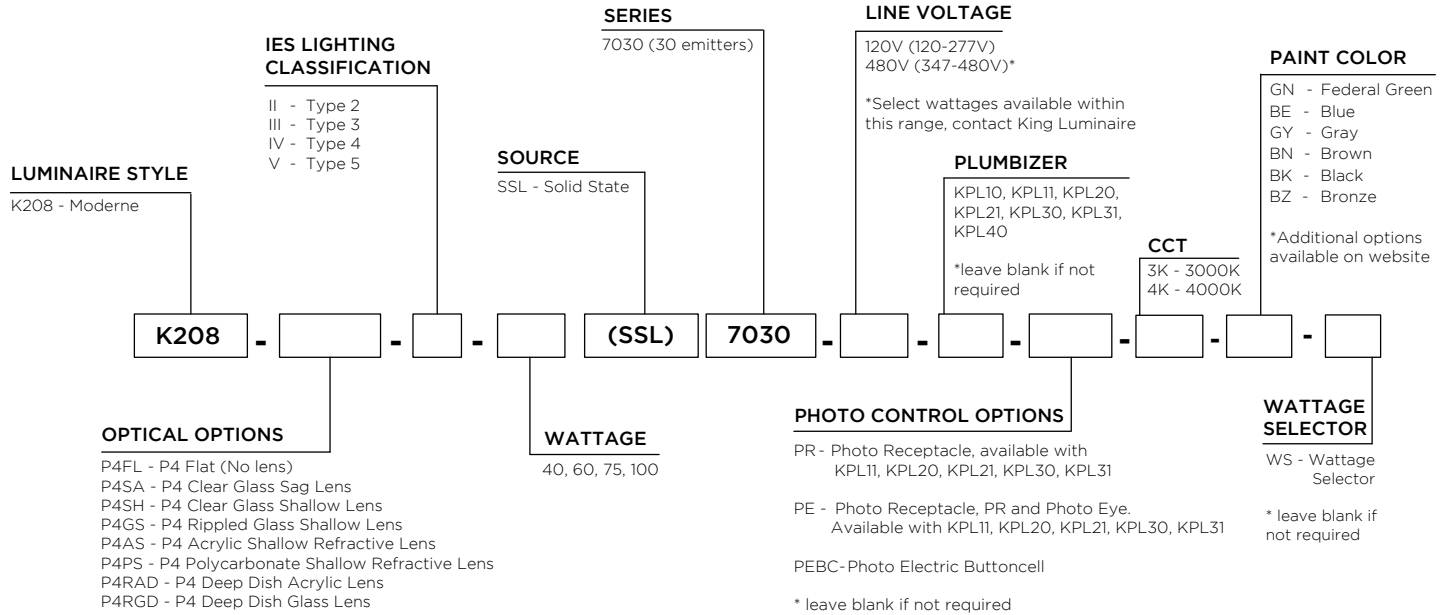 SERIES
7030 (30 emitters)
LINE VOLTAGE
120V (120-277V)
480V (347-480V)*
*Select wattages available within
this range, contact King Luminaire
IES LIGHTING
CLASSIFICATION
II - Type 2
III - Type 3
IV - Type 4
V - Type 5
PAINT COLOR
GN - Federal Green
BE - Blue
GY - Gray
BN - Brown
BK - Black
BZ - Bronze
*Additional options
available on website
LUMINAIRE STYLE
K208 - Moderne
SOURCE
SSL - Solid State
PLUMBIZER
KPL10, KPL11, KPL20,
KPL21, KPL30, KPL31,
KPL40
*leave blank if not
required
CCT
3K - 3000K
4K - 4000K
K208 - - - (SSL) 7030 - - - - - -
OPTICAL OPTIONS
P4FL - P4 Flat (No lens)
P4SA - P4 Clear Glass Sag Lens
P4SH - P4 Clear Glass Shallow Lens
P4GS - P4 Rippled Glass Shallow Lens
P4AS - P4 Acrylic Shallow Refractive Lens
P4PS - P4 Polycarbonate Shallow Refractive Lens
P4RAD - P4 Deep Dish Acrylic Lens
P4RGD - P4 Deep Dish Glass Lens
WATTAGE
40, 60, 75, 100
PHOTO CONTROL OPTIONS
PR - Photo Receptacle, available with
KPL11, KPL20, KPL21, KPL30, KPL31
PE - Photo Receptacle, PR and Photo Eye.
Available with KPL11, KPL20, KPL21, KPL30, KPL31
PEBC-Photo Electric Buttoncell
* leave blank if not required
WATTAGE
SELECTOR
WS - Wattage
Selector
* leave blank if
not required